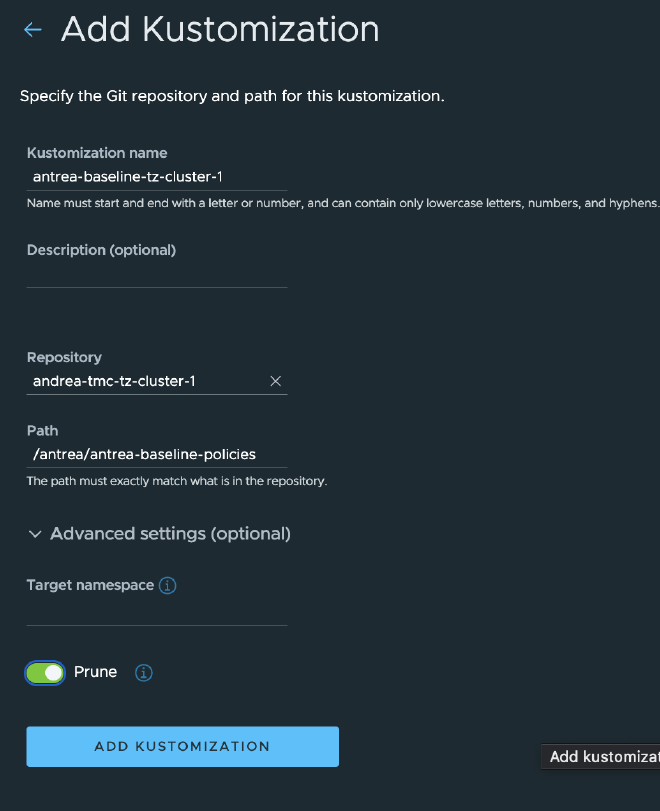 Add Kustomization
Specify the Git repository and path for this kustomization.
Kustomization name
antrea-baseline-tz-cluster-1
Name must start and end with a letter or number, and can contain only lowercase letters, numbers, and hyphens.
Description (optional)
Repository
andrea-tmc-tz-cluster-1
Path
/antrea/antrea-baseline-policies
The path must exactly match what is in the repository.
Advanced settings (optional)
Target namespace
Prune
ADD KUSTOMIZATION
Add kustomizat